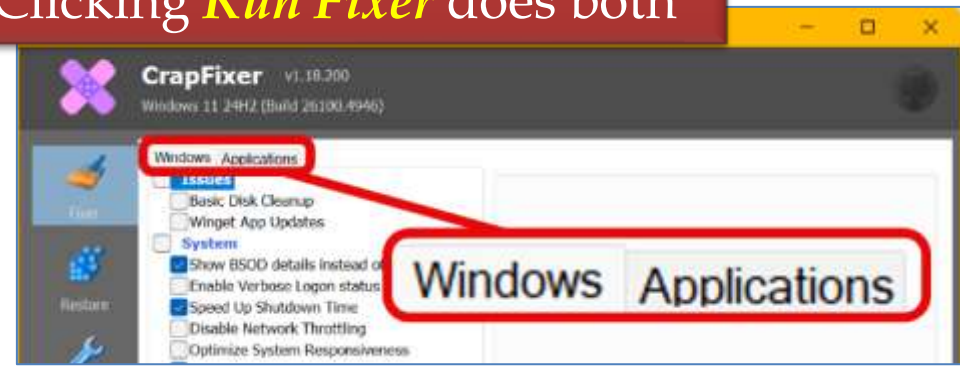 Clicking Run Fixer does both
CrapFixer v1.18.200
Windows 11 24H2 (Build 26100.4946)
Windows Applications
Issues
Basic Disk Cleanup
Winget App Updates
System
Show BSOD details instead of
Enable Verbose Logon status
Speed Up Shutdown Time
Disable Network Throttling
Optimize System Responsiveness
Fixer
Restore
Windows Applications